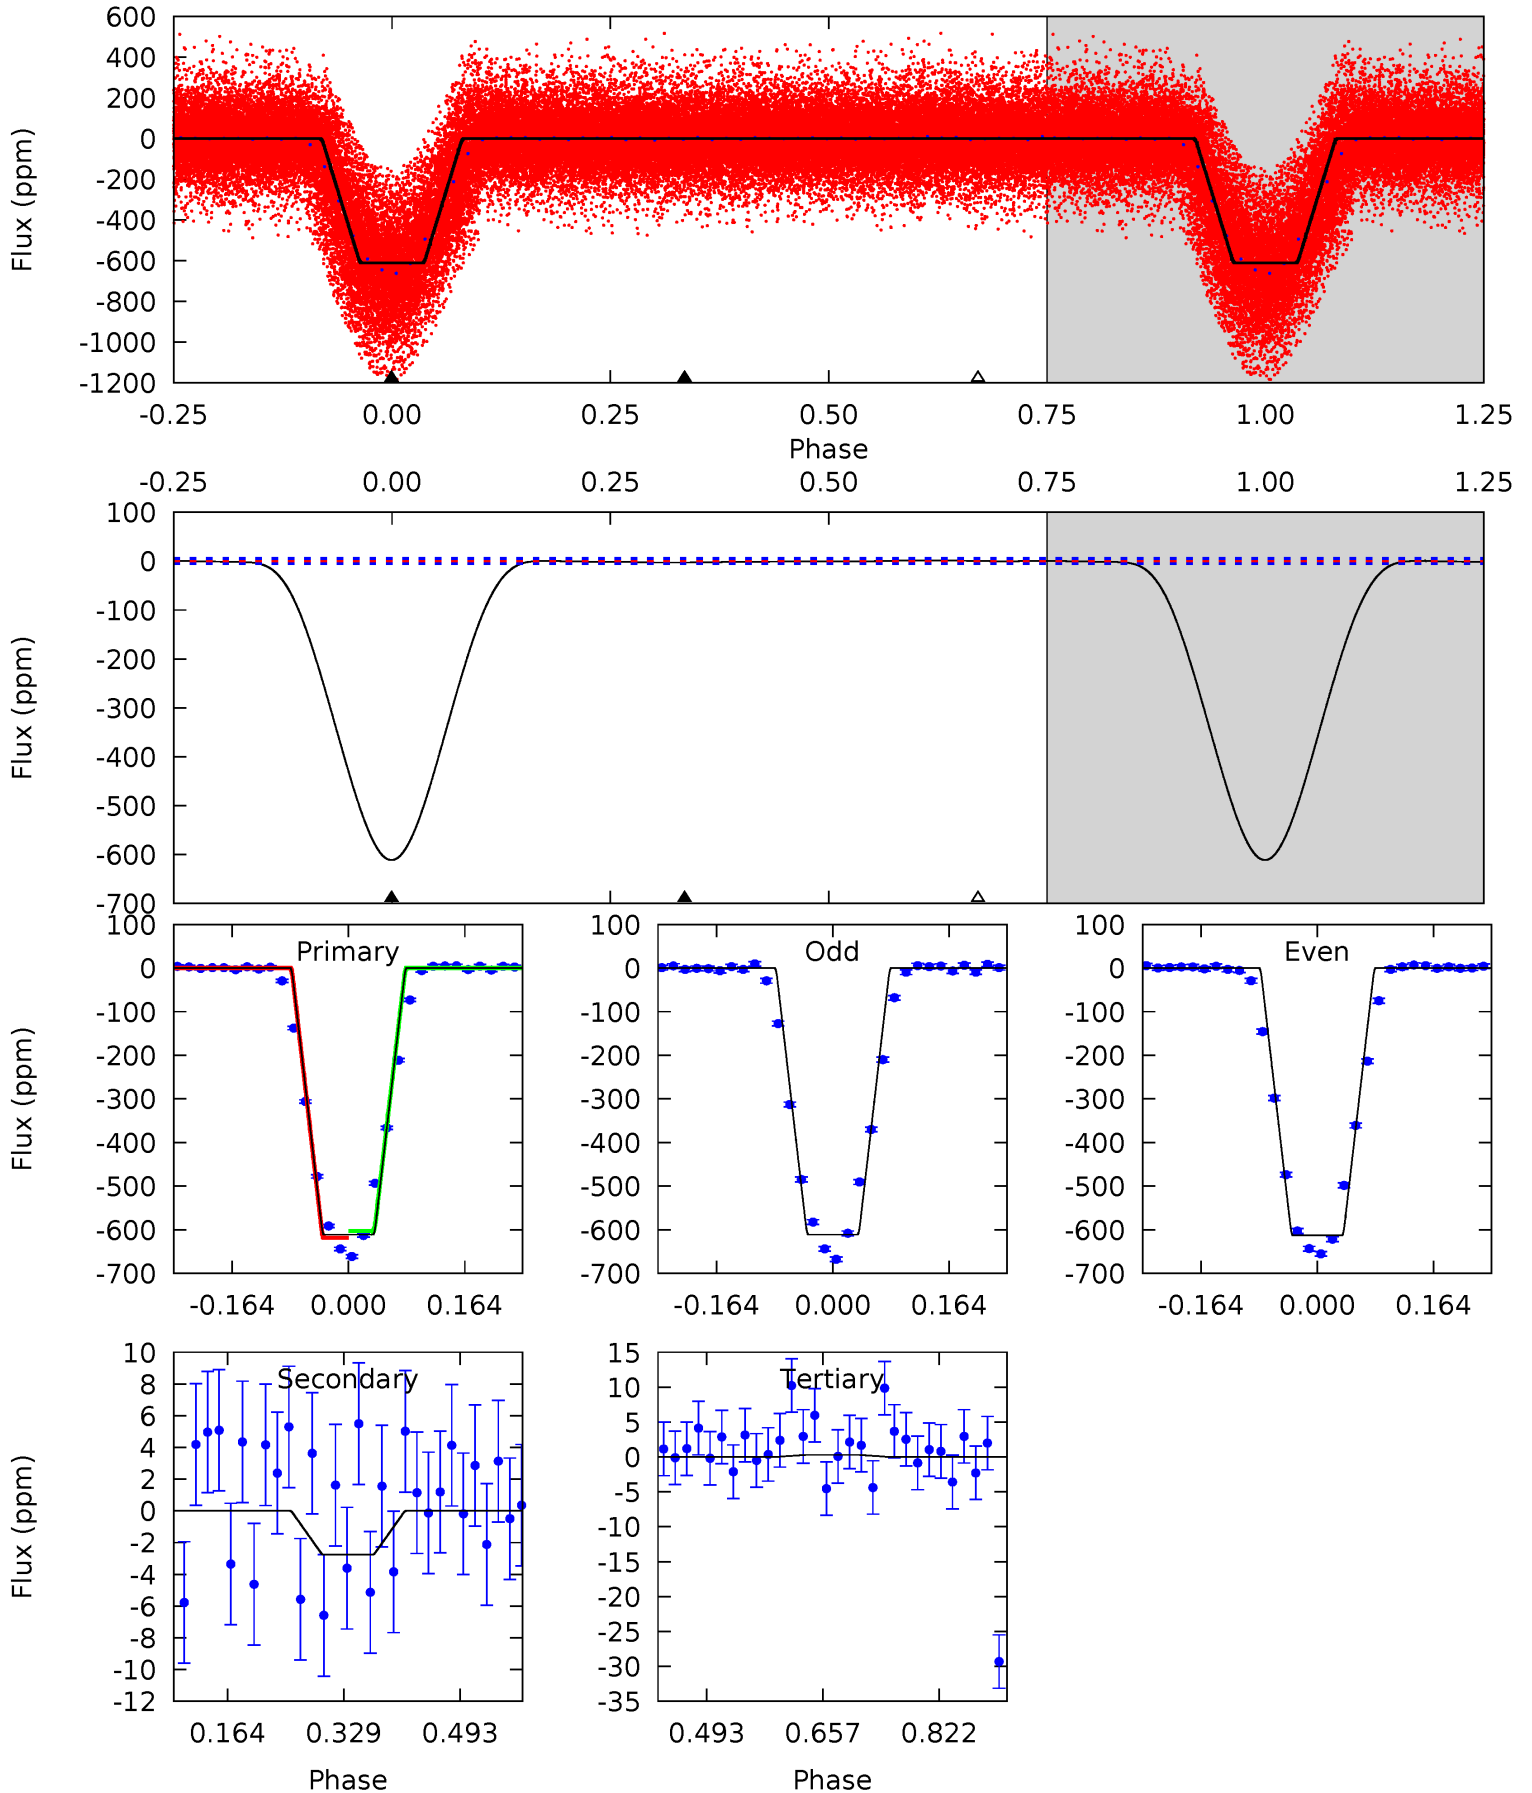 600
400
200
0
-200
-400
-600
-800
-1000
-1200
Flux (ppm)
-0.25 0.00 0.25 0.50 0.75 1.00 1.25
Phase
-0.25 0.00 0.25 0.50 0.75 1.00 1.25
100
0
-100
-200
-300
-400
-500
-600
-700
Flux (ppm)
Primary Odd Even
100 100 100
0 0 0
-100 -100 -100
-200 -200 -200
-300 -300 -300
-400 -400 -400
-500 -500 -500
-600 -600 -600
-700 -700 -700
Flux (ppm)
-0.164 0.000 0.164 -0.164 0.000 0.164 -0.164 0.000 0.164
Secondary
10
8
6
4
2
0
-2
-4
-6
-8
-10
-12
Flux (ppm)
0.164 0.329 0.493
Phase
Tertiary
15
10
5
0
-5
-10
-15
-20
-25
-30
-35
0.493 0.657 0.822
Phase